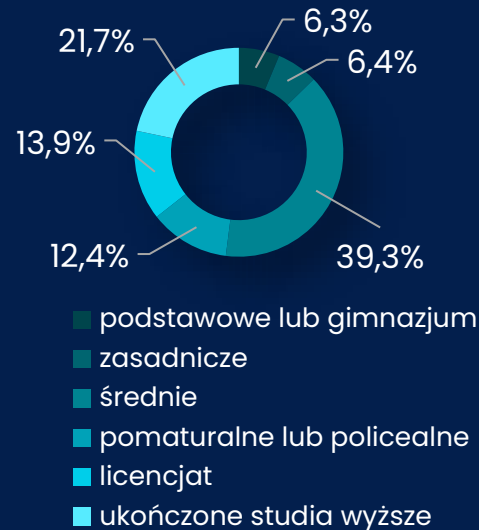 6,3%
21,7%
6,4%
13,9%
12,4%
39,3%
podstawowe lub gimnazjum
zasadnicze
średnie
pomaturalne lub policealne
licencjat
ukończone studia wyższe